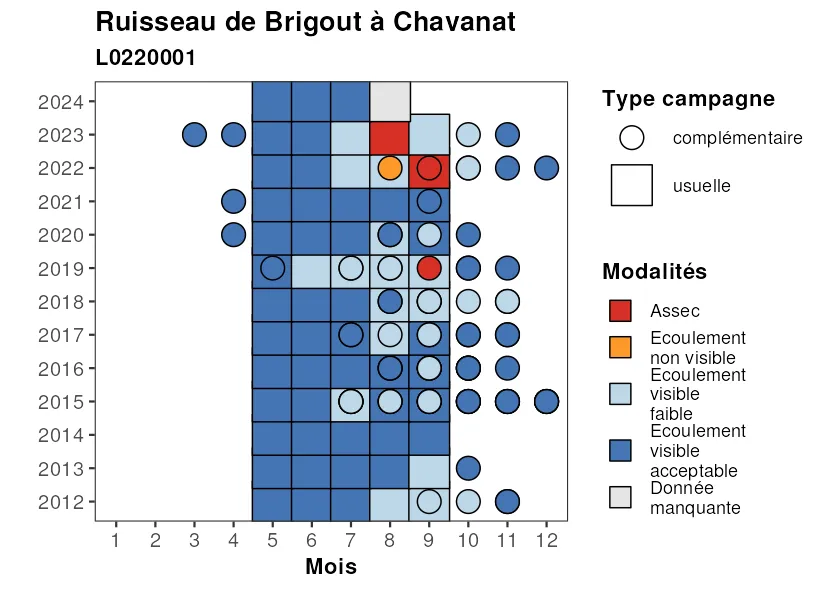 Ruisseau de Brigout à Chavanat
L0220001
2024
2023
2022
2021
2020
2019
2018
2017
2016
2015
2014
2013
2012
1 2 3 4 5 6 7 8 9 10 11 12
Mois
Type campagne
complémentaire
usuelle
Modalités
Assec
Ecoulement
non visible
Ecoulement
visible
faible
Ecoulement
visible
acceptable
Donnée
manquante